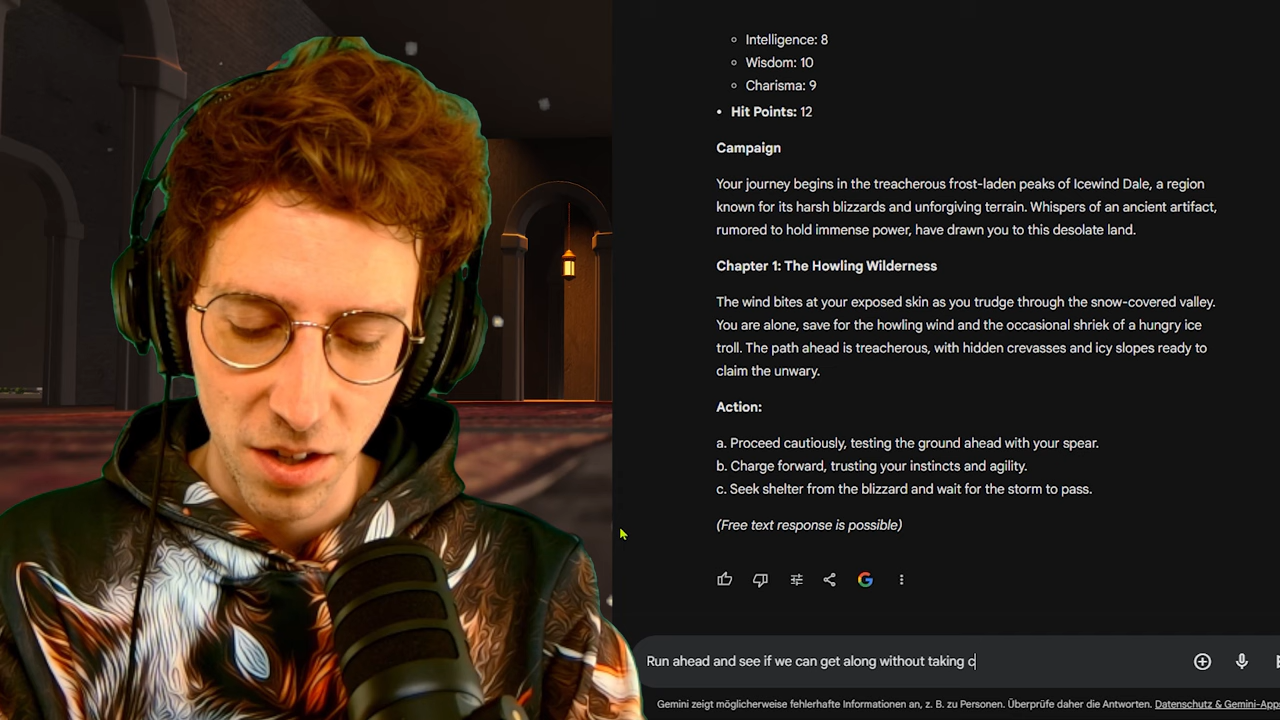 Intelligence: 8
Wisdom: 10
Charisma: 9
Hit Points: 12
Campaign
Your journey begins in the treacherous frost-laden peaks of Icewind Dale, a region
known for its harsh blizzards and unforgiving terrain. Whispers of an ancient artifact,
rumored to hold immense power, have drawn you to this desolate land.
Chapter 1: The Howling Wilderness
The wind bites at your exposed skin as you trudge through the snow-covered valley.
You are alone, save for the howling wind and the occasional shriek of a hungry ice
troll. The path ahead is treacherous, with hidden crevasses and icy slopes ready to
claim the unwary.
Action:
a. Proceed cautiously, testing the ground ahead with your spear.
b. Charge forward, trusting your instincts and agility.
c. Seek shelter from the blizzard and wait for the storm to pass.
(Free text response is possible)
Run ahead and see if we can get along without taking c
Gemini zeigt möglicherweise fehlerhafte Informationen an, z. B. zu Personen. Überprüfe daher die Antworten. Datenschutz & Gemini-App